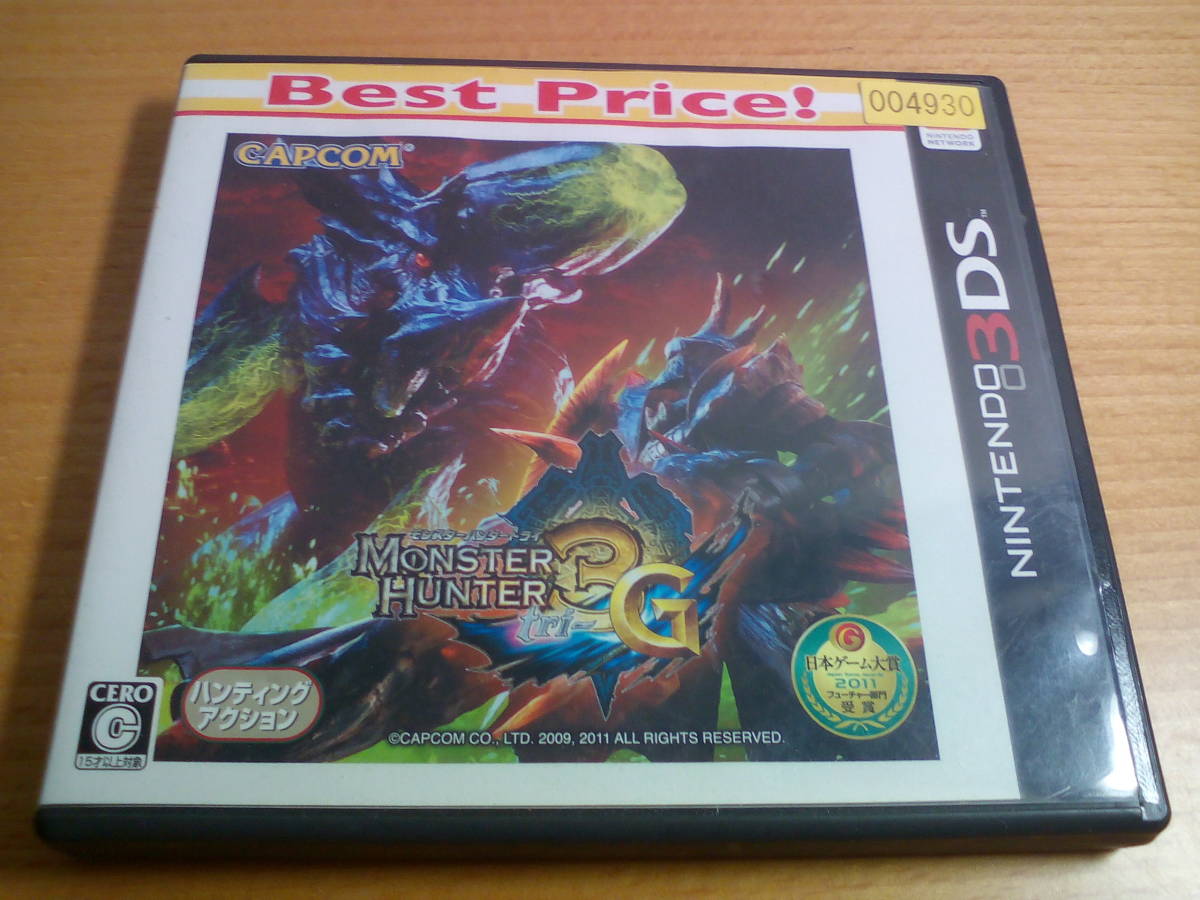 Best Price!
004930
NINTENDO
NETWORK
CAPCOM®
NINTENDO 3DS™
モンスターハンタートライ
MONSTER
HUNTER
tri-
3G
G
日本ゲーム大賞
2011
フューチャー部門
受賞
CERO
C
15才以上対象
ハンティング
アクション
©CAPCOM CO., LTD. 2009, 2011 ALL RIGHTS RESERVED.